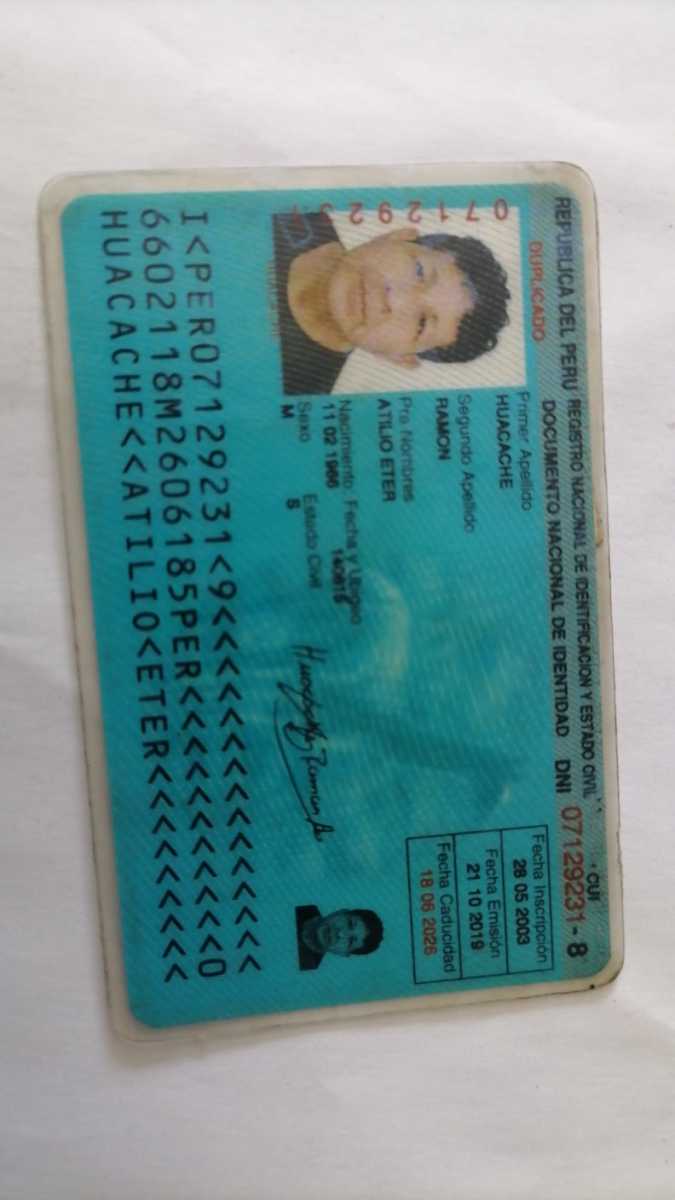 REPUBLICA DEL PERU REGISTRO NACIONAL DE IDENTIFICACION Y ESTADO CIVIL
CUI
DOCUMENTO NACIONAL DE IDENTIDAD DNI 07129231 - 8
DUPLICADO
07129231
Primer Apellido
HUACACHE
Segundo Apellido
RAMON
Pre Nombres
ATILIO ETER
Nacimiento: Fecha y Ubigeo
11 02 1966
Sexo Estado Civil
M S
Fecha Inscripción
28 05 2003
Fecha Emisión
21 10 2019
Fecha Caducidad
18 06 2026
I<PER07129231<9<<<<<<<<<<<<<<<
6602118M2606185PER<<<<<<<<<<<0
HUACACHE<<ATILIO<ETER<<<<<<<<<